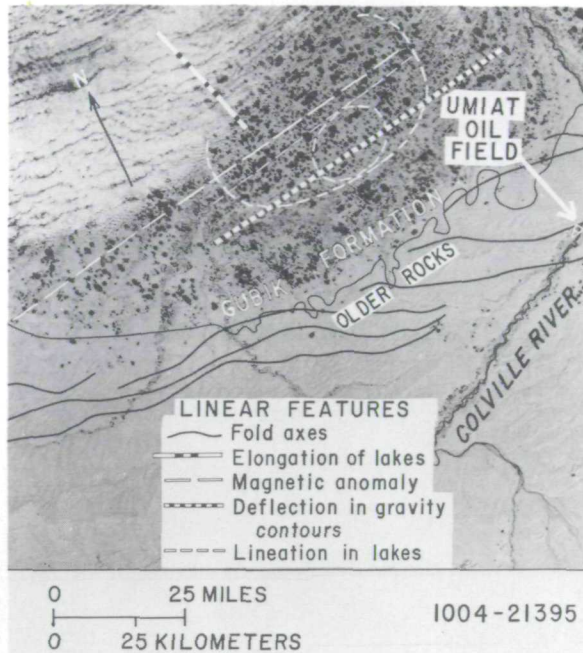 N
UMIAT
OIL
FIELD
GUBIK FORMATION
OLDER ROCKS
COLVILLE RIVER
LINEAR FEATURES
Fold axes
Elongation of lakes
Magnetic anomaly
Deflection in gravity
contours
Lineation in lakes
0 25 MILES
0 25 KILOMETERS
1004-21395